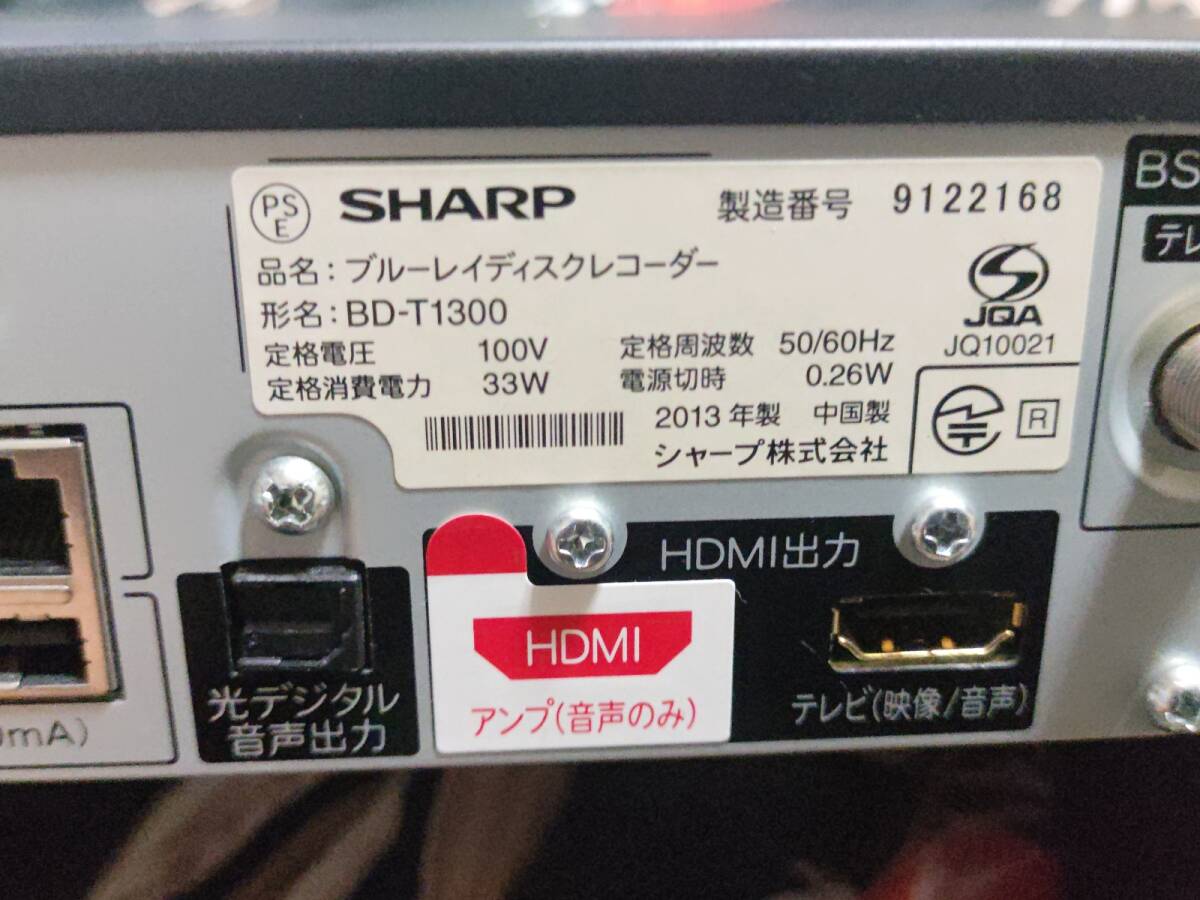 PS
E
SHARP
製造番号 9122168
品名：ブルーレイディスクレコーダー
形名：BD-T1300
定格電圧 100V 定格周波数 50/60Hz
定格消費電力 33W 電源切時 0.26W
2013年製 中国製
シャープ株式会社
JQA
JQ10021
R
BS
テレ
HDMI出力
HDMI
アンプ(音声のみ)
テレビ(映像/音声)
光デジタル
音声出力
mA)